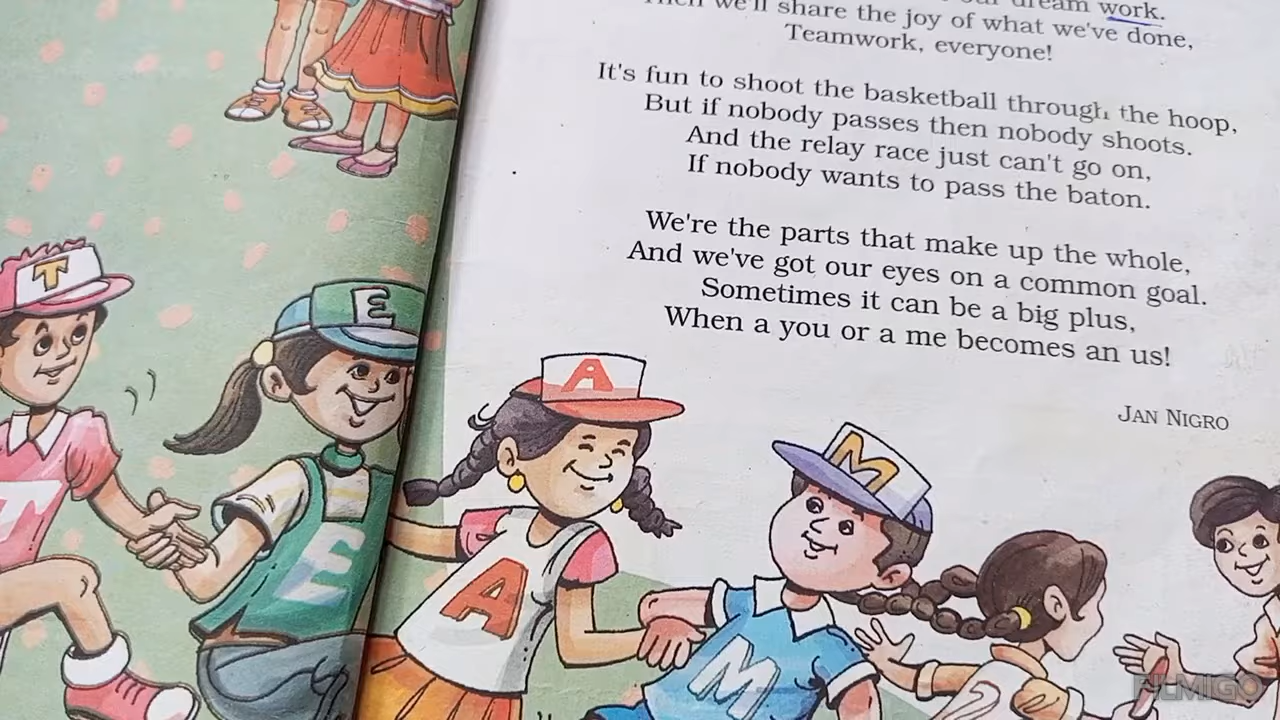 dream work.
Then we'll share the joy of what we've done,
Teamwork, everyone!
It's fun to shoot the basketball through the hoop,
But if nobody passes then nobody shoots.
And the relay race just can't go on,
If nobody wants to pass the baton.
We're the parts that make up the whole,
And we've got our eyes on a common goal.
Sometimes it can be a big plus,
When a you or a me becomes an us!
JAN NIGRO
T
E
A
M
T
E
A
M
FILMIGO